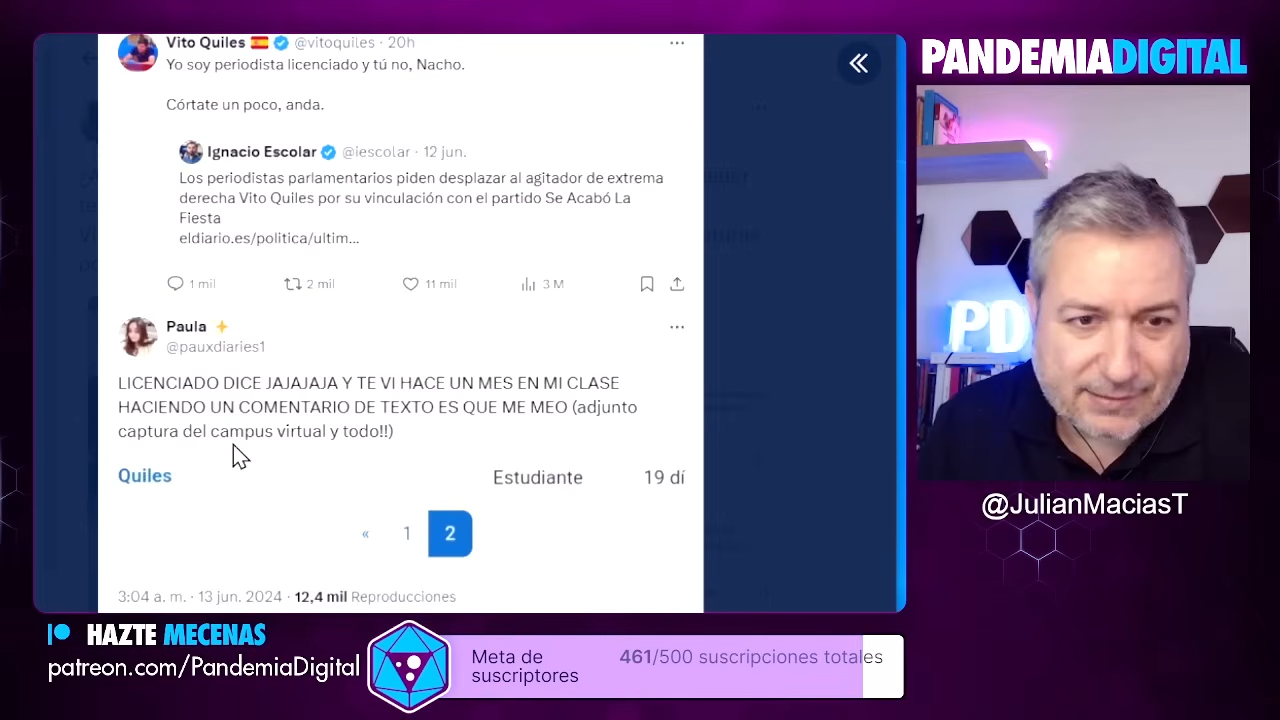 Vito Quiles 🇪🇸 @vitoquiles · 20h
Yo soy periodista licenciado y tú no, Nacho.
Córtate un poco, anda.
Ignacio Escolar @iescolar · 12 jun.
Los periodistas parlamentarios piden desplazar al agitador de extrema
derecha Vito Quiles por su vinculación con el partido Se Acabó La
Fiesta
eldiario.es/politica/ultim...
1 mil 2 mil 11 mil 3 M
Paula ✨
@pauxdiaries1
LICENCIADO DICE JAJAJAJA Y TE VI HACE UN MES EN MI CLASE
HACIENDO UN COMENTARIO DE TEXTO ES QUE ME MEO (adjunto
captura del campus virtual y todo!!)
Quiles Estudiante 19 dí
« 1 2
3:04 a. m. · 13 jun. 2024 · 12,4 mil Reproducciones
PANDEMIADIGITAL
PD
@JulianMaciasT
HAZTE MECENAS
patreon.com/PandemiaDigital
Meta de
suscriptores
461/500 suscripciones totales